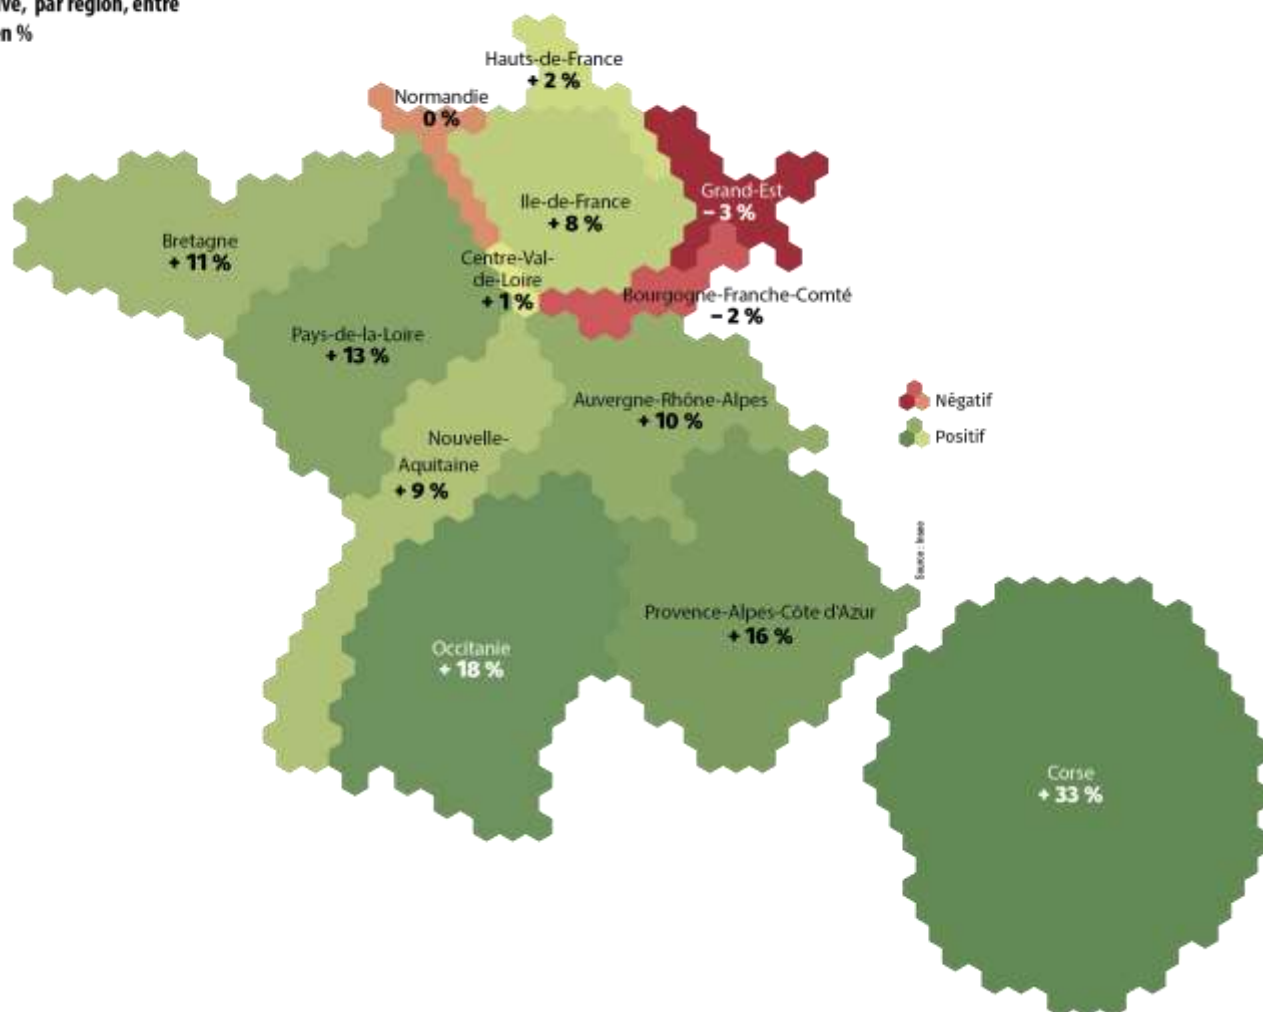 par région, entre
%
Hauts-de-France
+ 2 %
Normandie
0 %
Grand-Est
– 3 %
Ile-de-France
+ 8 %
Bretagne
+ 11 %
Centre-Val-
de-Loire
+ 1 %
Bourgogne-Franche-Comté
– 2 %
Pays-de-la-Loire
+ 13 %
Auvergne-Rhône-Alpes
+ 10 %
Négatif
Positif
Nouvelle-
Aquitaine
+ 9 %
Source : Insee
Provence-Alpes-Côte d'Azur
+ 16 %
Occitanie
+ 18 %
Corse
+ 33 %